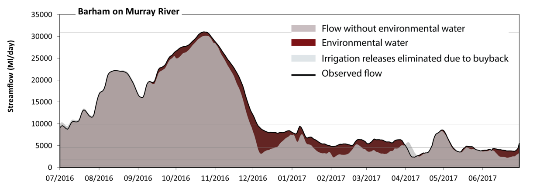 Barham on Murray River
35000
30000
25000
20000
15000
10000
5000
0
Streamflow (Ml/day)
Flow without environmental water
Environmental water
Irrigation releases eliminated due to buyback
Observed flow
07/2016 08/2016 09/2016 10/2016 11/2016 12/2016 01/2017 02/2017 03/2017 04/2017 05/2017 06/2017